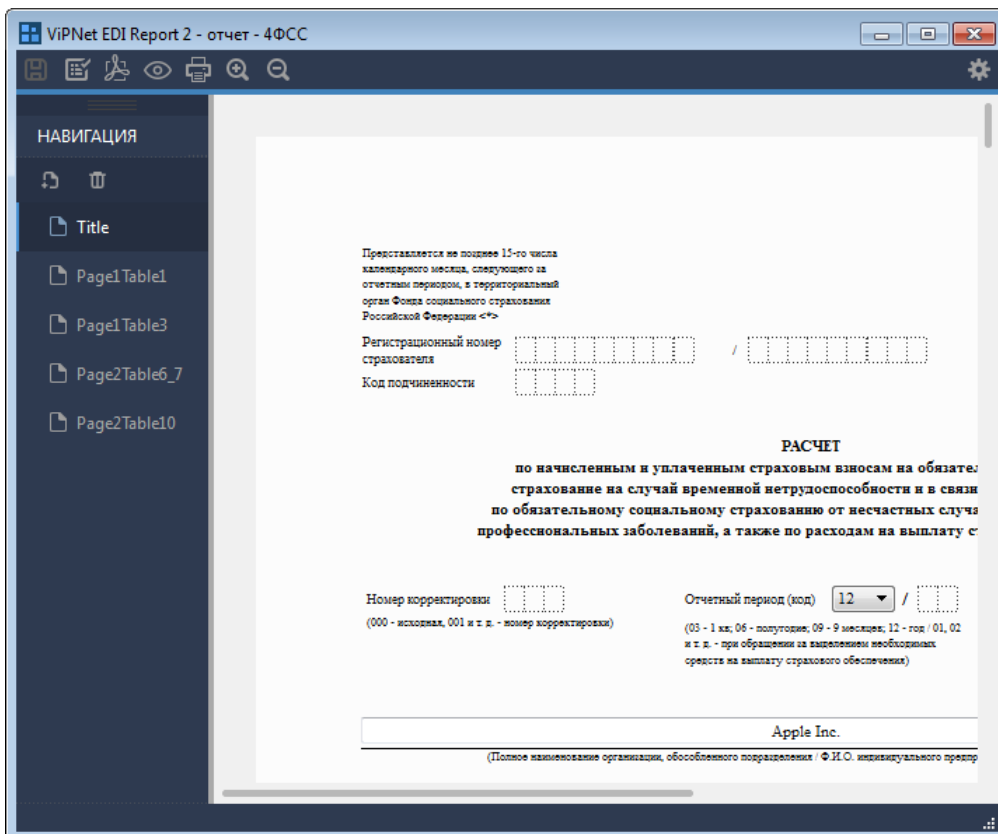 ViPNet EDI Report 2 - отчет - 4ФСС
НАВИГАЦИЯ
Title
Page1Table1
Page1Table3
Page2Table6_7
Page2Table10
Представляется не позднее 15-го числа
календарного месяца, следующего за
отчетным периодом, в территориальный
орган Фонда социального страхования
Российской Федерации <*>
Регистрационный номер
страхователя
/
Код подчиненности
РАСЧЕТ
по начисленным и уплаченным страховым взносам на обязател
страхование на случай временной нетрудоспособности и в связи
по обязательному социальному страхованию от несчастных случа
профессиональных заболеваний, а также по расходам на выплату с
Номер корректировки
(000 - исходная, 001 и т. д. - номер корректировки)
Отчетный период (код) 12 /
(03 - 1 кв; 06 - полугодие; 09 - 9 месяцев; 12 - год / 01, 02
и т. д. - при обращении за выделением необходимых
средств на выплату страхового обеспечения)
Apple Inc.
(Полное наименование организации, обособленного подразделения / Ф.И.О. индивидуального предпр